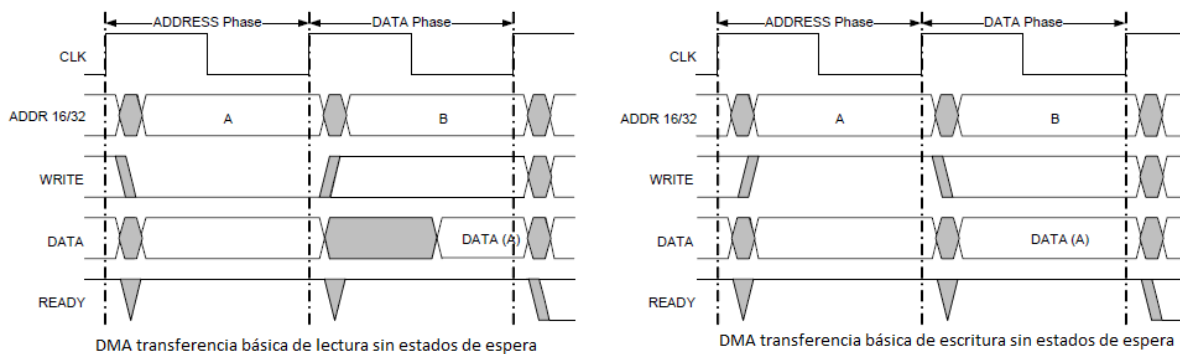 ADDRESS Phase DATA Phase
CLK
ADDR 16/32 A B
WRITE
DATA DATA (A)
READY
DMA transferencia básica de lectura sin estados de espera
ADDRESS Phase DATA Phase
CLK
ADDR 16/32 A B
WRITE
DATA DATA (A)
READY
DMA transferencia básica de escritura sin estados de espera